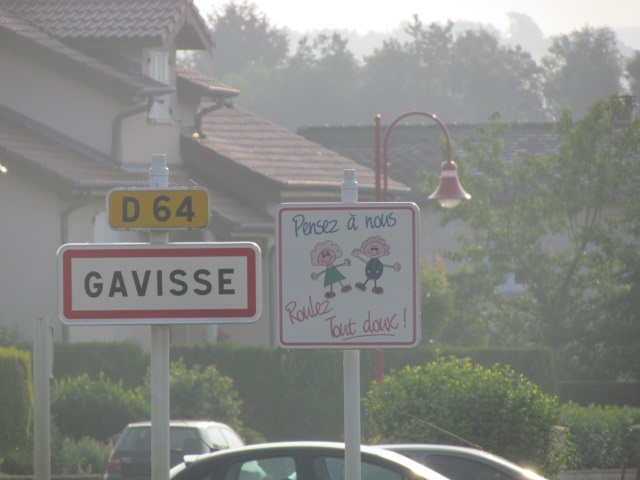 D 64
GAVISSE
Pensez à nous
Roulez
Tout doux !